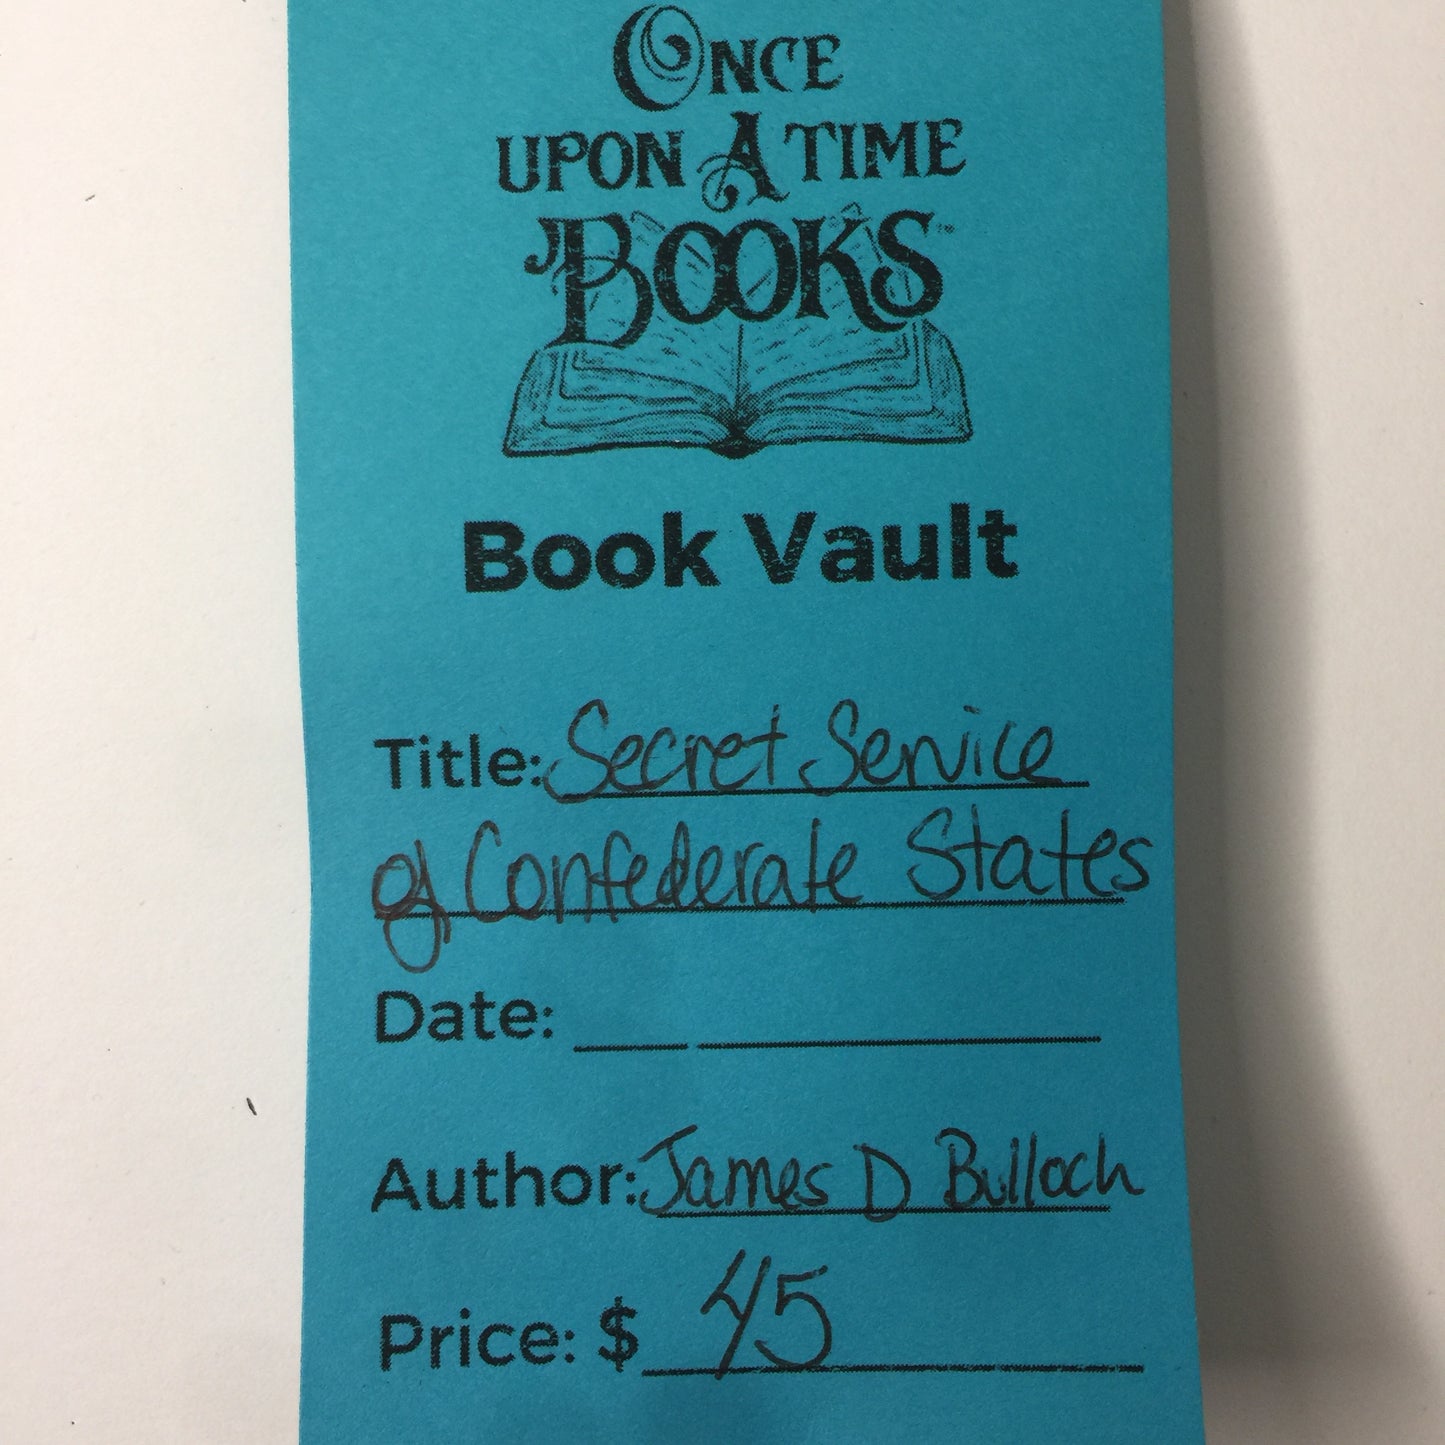 ONCE
UPON A TIME
BOOKS
Book Vault
Title: Secret Service
of Confederate States
Date:
Author: James D Bulloch
Price: $ 45